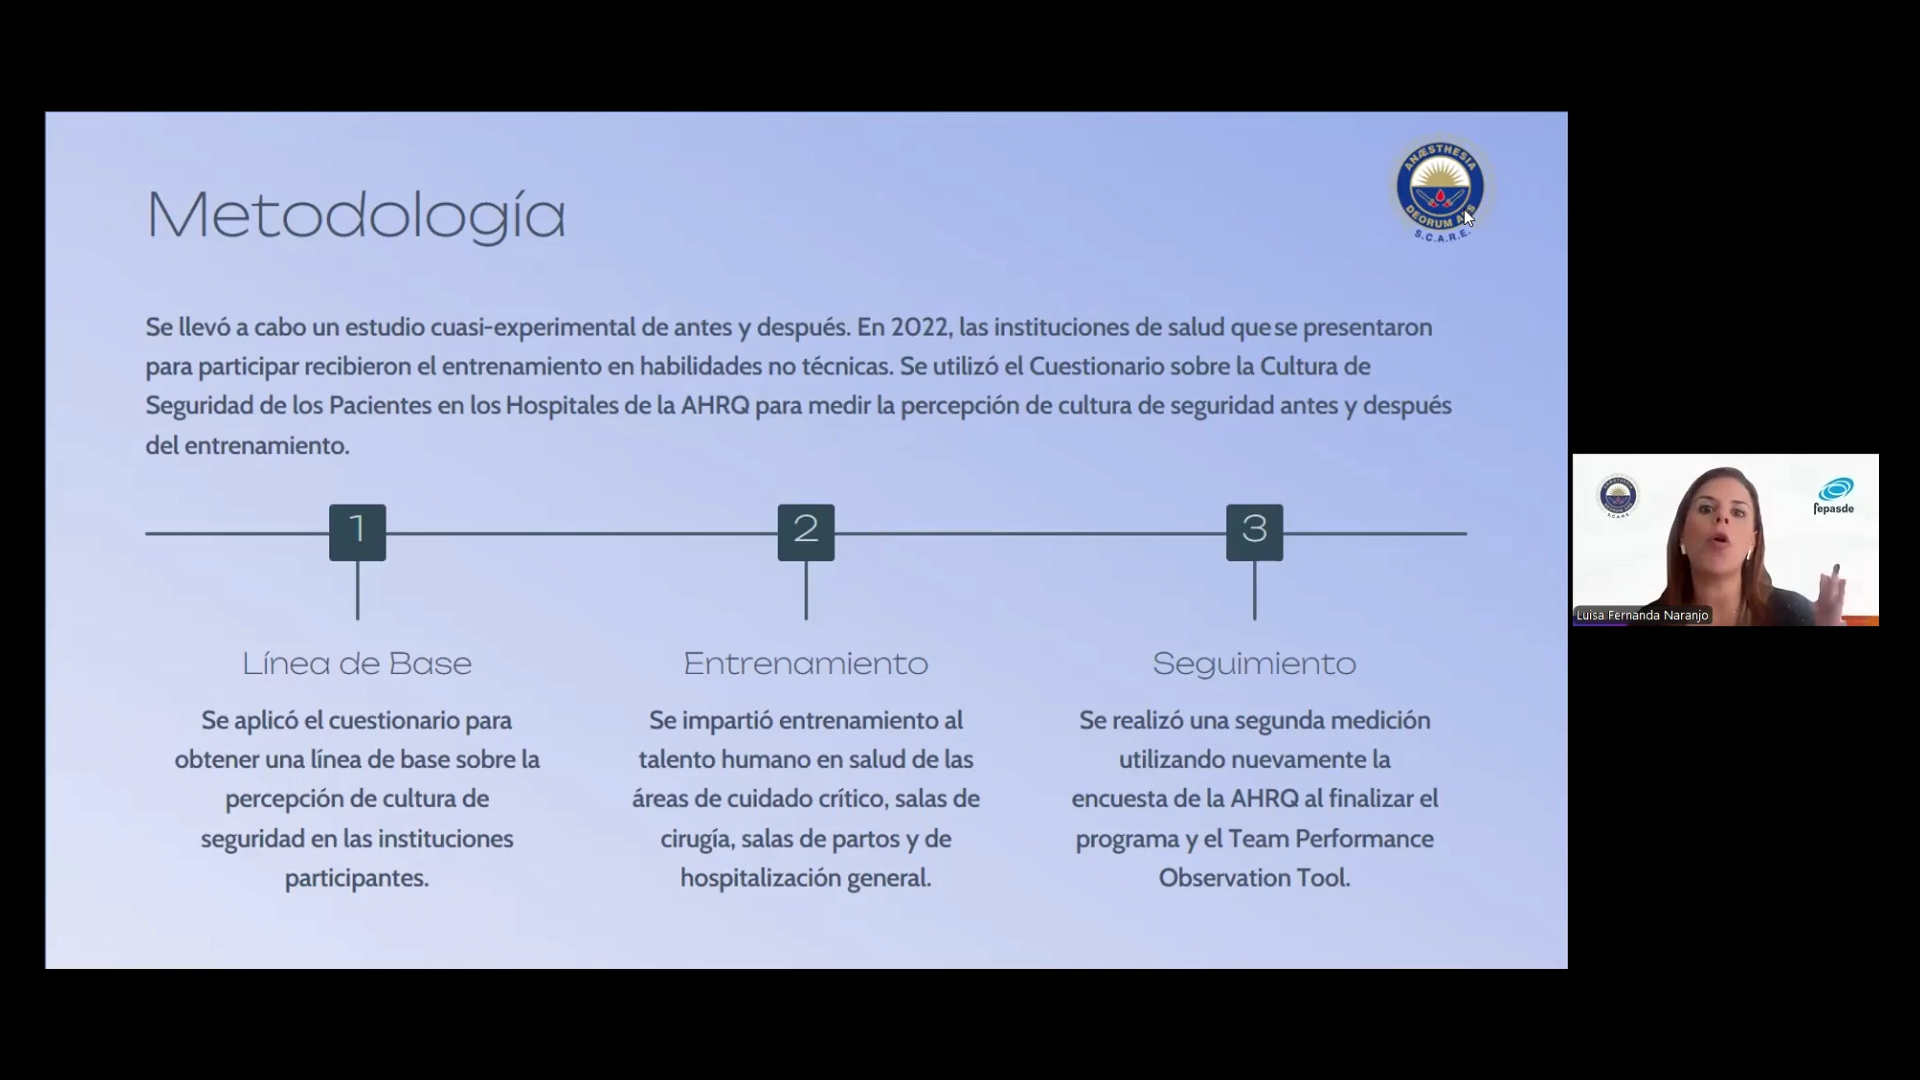 Metodología
ANÆSTHESIA
DEORUM ARS
S.C.A.R.E.
Se llevó a cabo un estudio cuasi-experimental de antes y después. En 2022, las instituciones de salud que se presentaron
para participar recibieron el entrenamiento en habilidades no técnicas. Se utilizó el Cuestionario sobre la Cultura de
Seguridad de los Pacientes en los Hospitales de la AHRQ para medir la percepción de cultura de seguridad antes y después
del entrenamiento.
1
2
3
Línea de Base
Se aplicó el cuestionario para
obtener una línea de base sobre la
percepción de cultura de
seguridad en las instituciones
participantes.
Entrenamiento
Se impartió entrenamiento al
talento humano en salud de las
áreas de cuidado crítico, salas de
cirugía, salas de partos y de
hospitalización general.
Seguimiento
Se realizó una segunda medición
utilizando nuevamente la
encuesta de la AHRQ al finalizar el
programa y el Team Performance
Observation Tool.
fepasde
Luisa Fernanda Naranjo